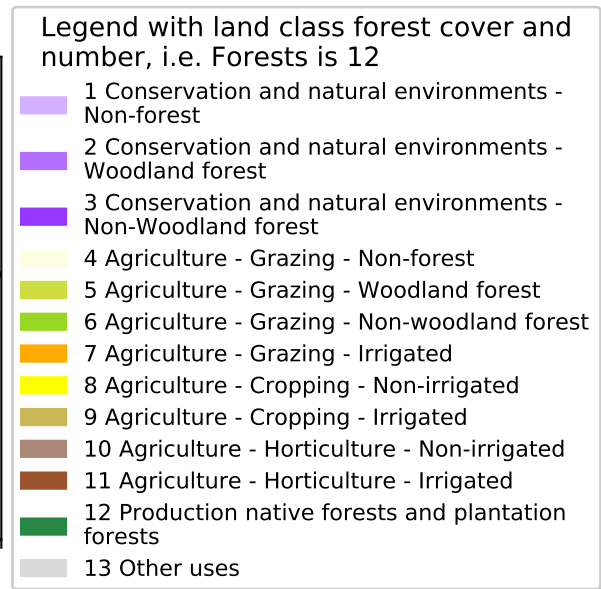 Legend with land class forest cover and
number, i.e. Forests is 12
1 Conservation and natural environments -
Non-forest
2 Conservation and natural environments -
Woodland forest
3 Conservation and natural environments -
Non-Woodland forest
4 Agriculture - Grazing - Non-forest
5 Agriculture - Grazing - Woodland forest
6 Agriculture - Grazing - Non-woodland forest
7 Agriculture - Grazing - Irrigated
8 Agriculture - Cropping - Non-irrigated
9 Agriculture - Cropping - Irrigated
10 Agriculture - Horticulture - Non-irrigated
11 Agriculture - Horticulture - Irrigated
12 Production native forests and plantation
forests
13 Other uses